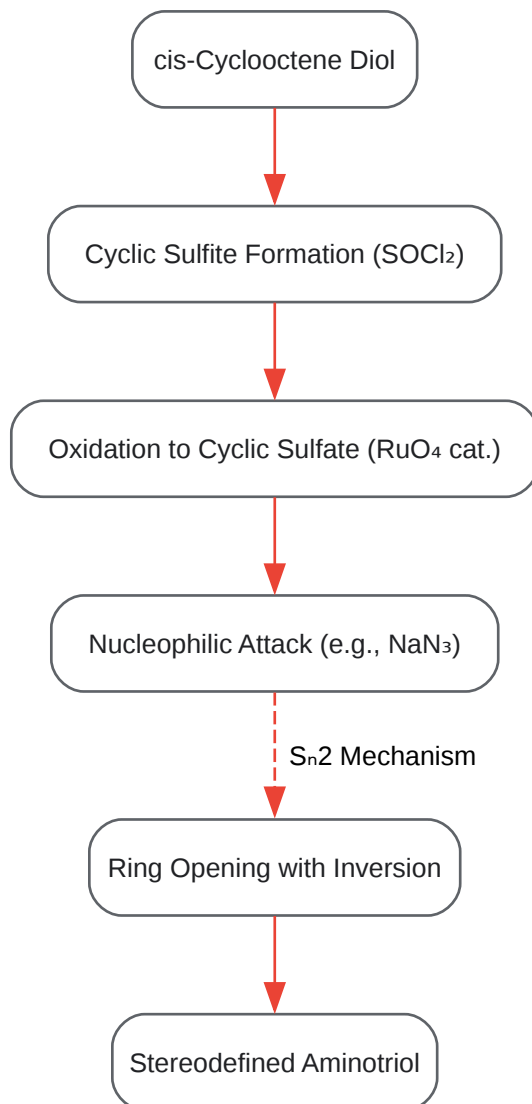 cis-Cyclooctene Diol
Cyclic Sulfite Formation (SOCl₂)
Oxidation to Cyclic Sulfate (RuO₄ cat.)
Nucleophilic Attack (e.g., NaN₃)
Sₙ2 Mechanism
Ring Opening with Inversion
Stereodefined Aminotriol